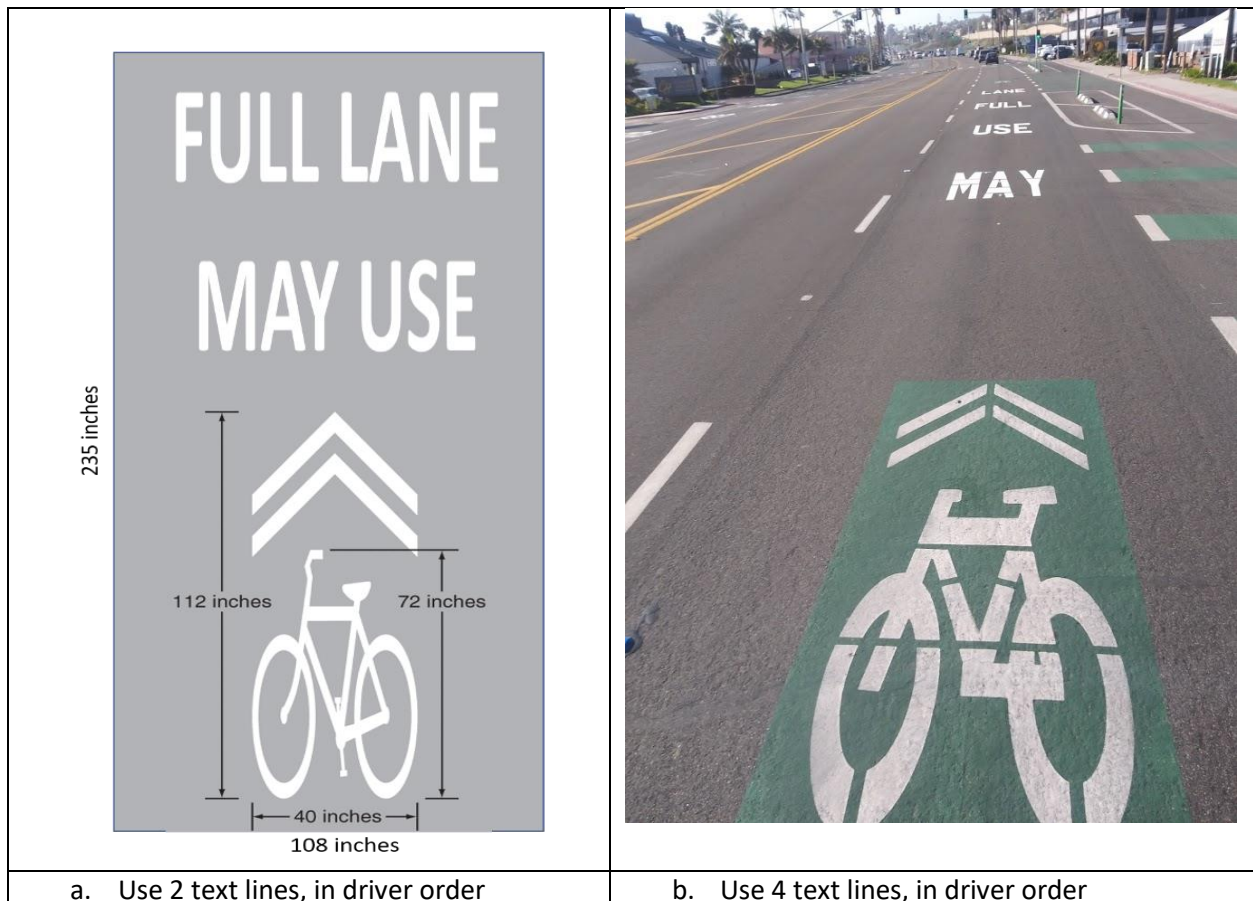 FULL LANE
MAY USE
235 inches
112 inches
72 inches
40 inches
108 inches
LANE
FULL
USE
MAY
a. Use 2 text lines, in driver order
b. Use 4 text lines, in driver order